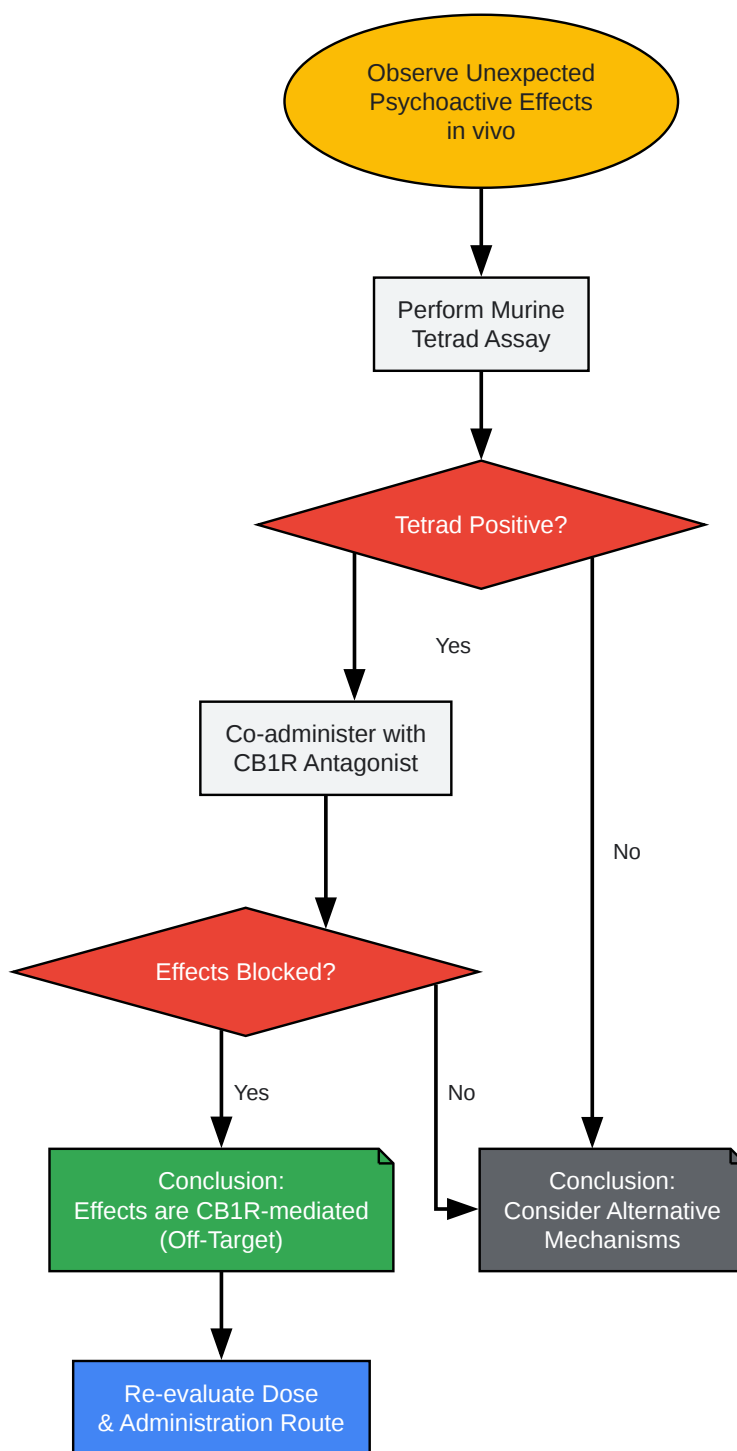 Observe Unexpected
Psychoactive Effects
in vivo
Perform Murine
Tetrad Assay
Tetrad Positive?
Yes
Co-administer with
CB1R Antagonist
No
Effects Blocked?
Yes
No
Conclusion:
Effects are CB1R-mediated
(Off-Target)
Conclusion:
Consider Alternative
Mechanisms
Re-evaluate Dose
& Administration Route